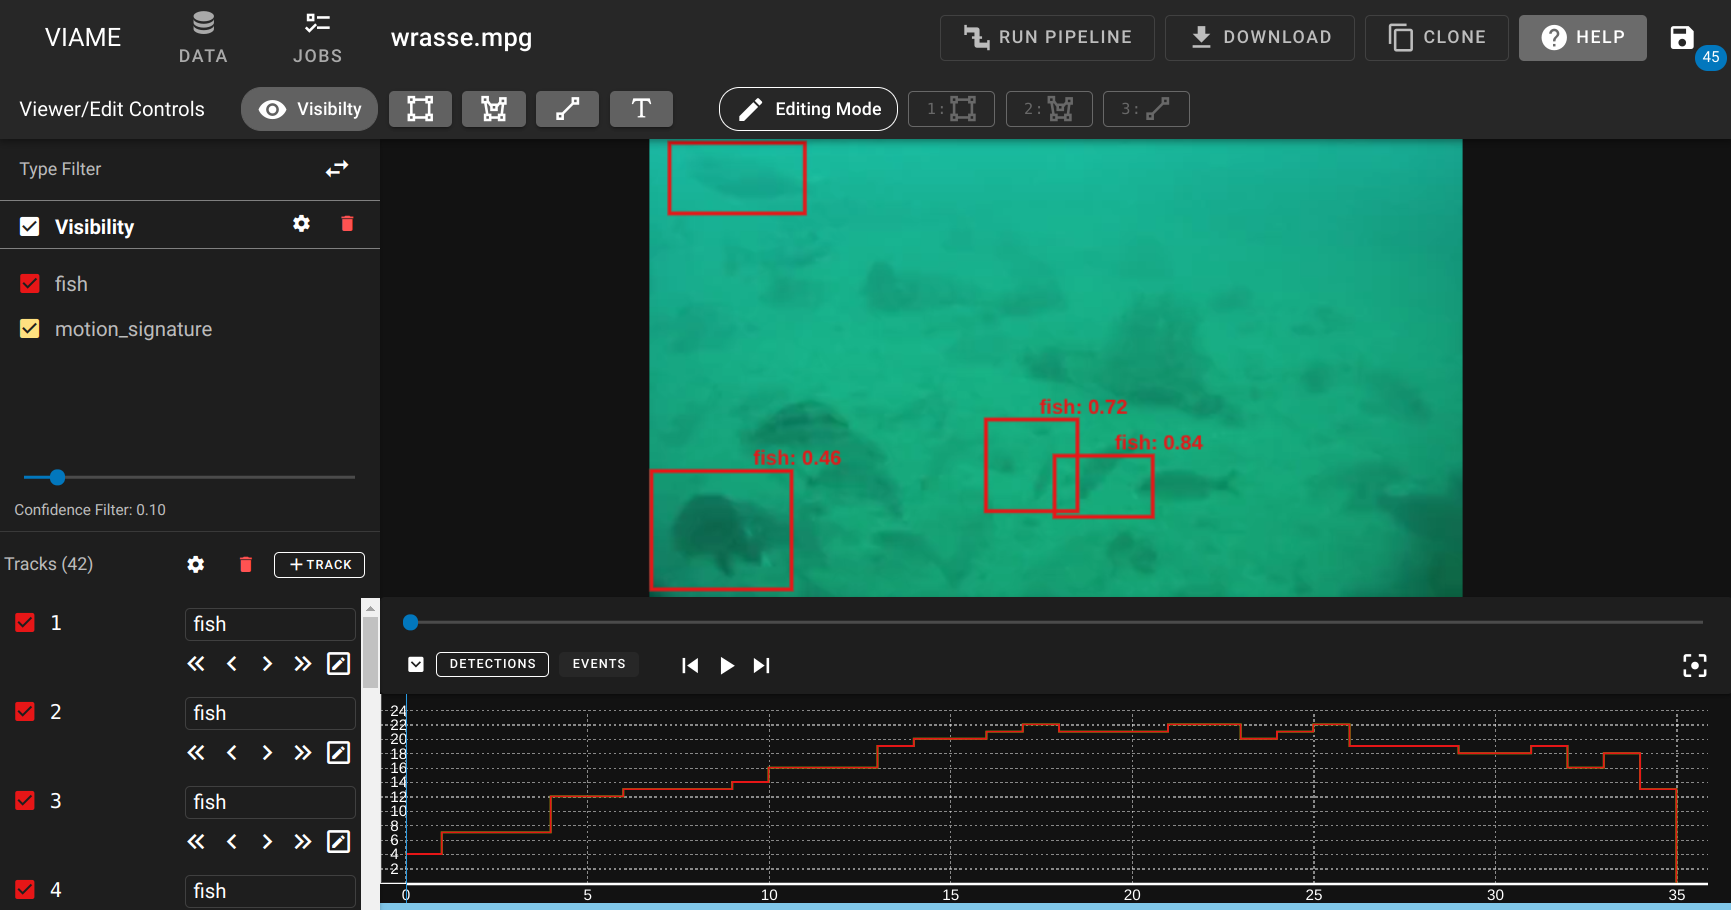 VIAME
DATA
JOBS
wrasse.mpg
RUN PIPELINE
DOWNLOAD
CLONE
HELP
45
Viewer/Edit Controls
Visibilty
T
Editing Mode
1:
2:
3:
Type Filter
Visibility
fish
motion_signature
Confidence Filter: 0.10
Tracks (42)
+TRACK
1
fish
2
fish
3
fish
4
fish
fish: 0.72
fish: 0.84
fish: 0.46
DETECTIONS
EVENTS
24
22
20
18
16
14
12
10
8
6
4
2
0 5 10 15 20 25 30 35